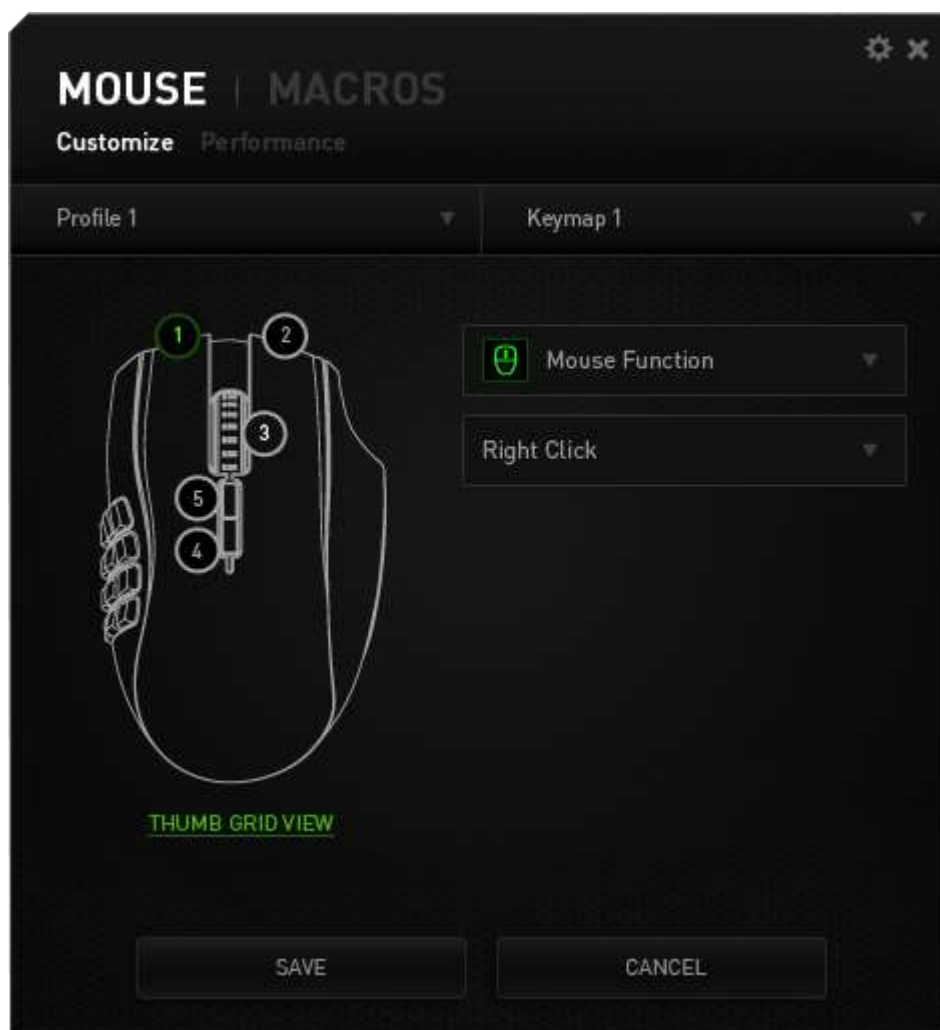 MOUSE | MACROS
Customize Performance
Profile 1 Keymap 1
1 2
Mouse Function
3
Right Click
5
4
THUMB GRID VIEW
SAVE CANCEL